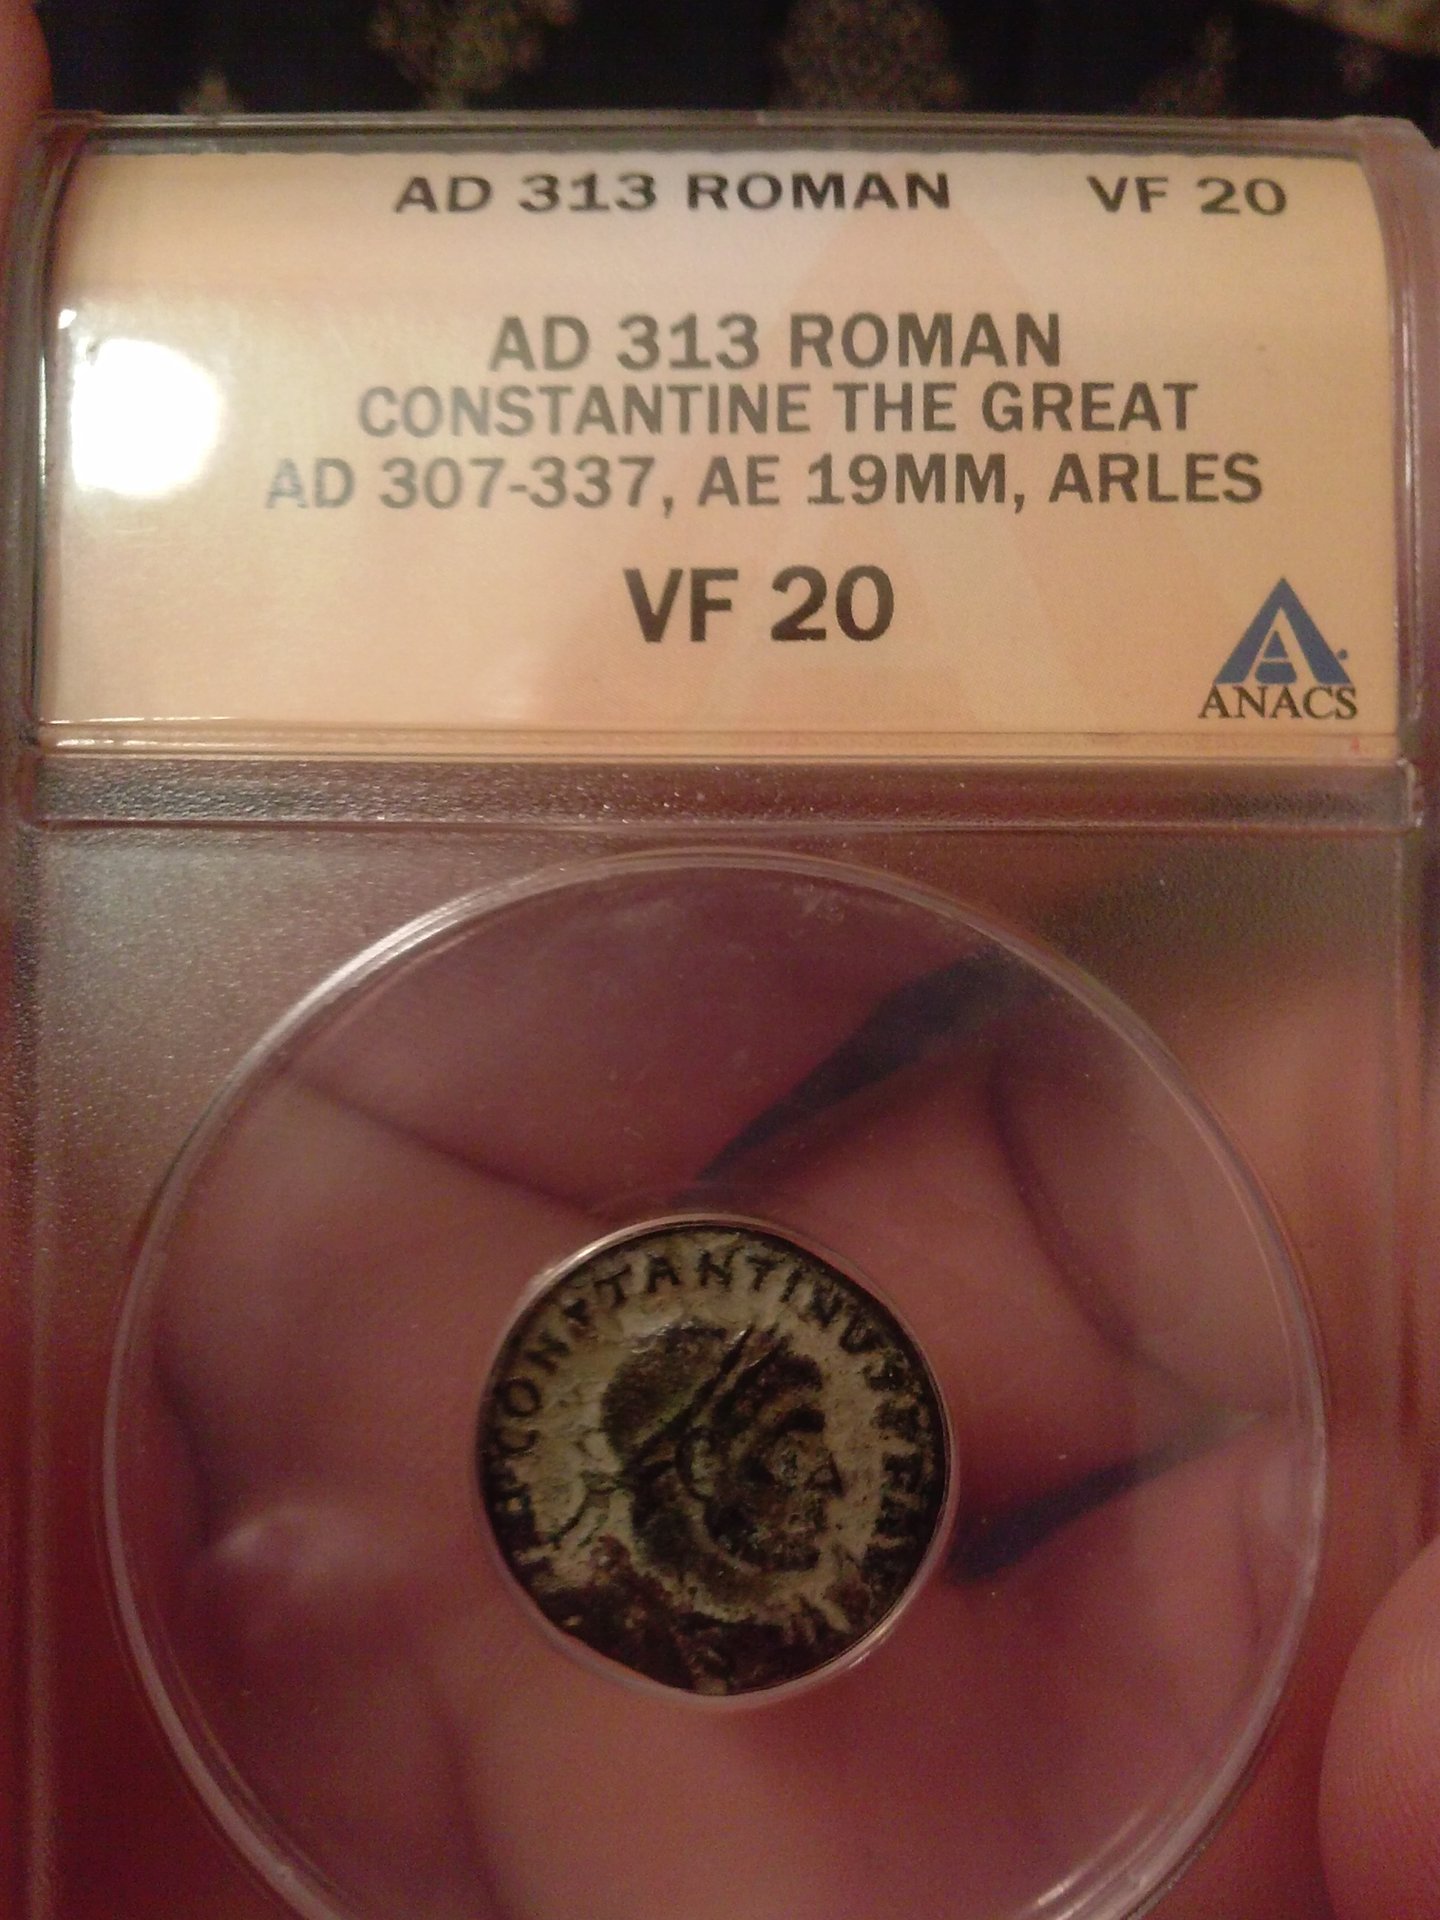 AD 313 ROMAN VF 20
AD 313 ROMAN
CONSTANTINE THE GREAT
AD 307-337, AE 19MM, ARLES
VF 20
ANACS
CONSTANTINVS